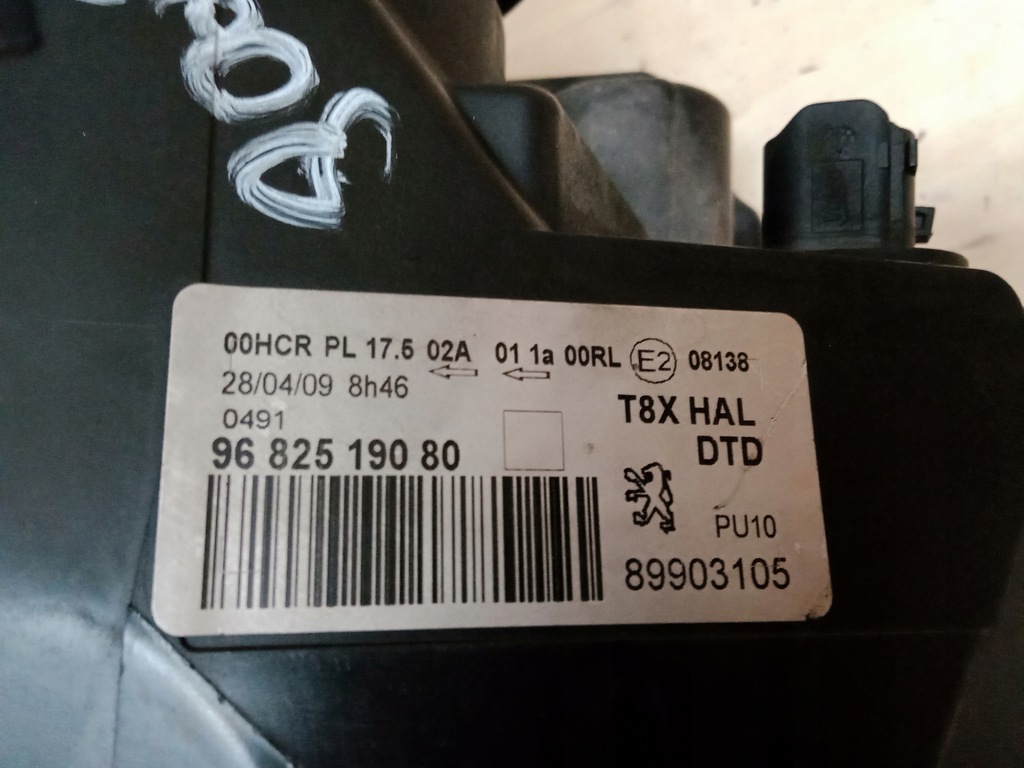 00HCR PL 17.5 02A 01 1a 00RL E2 08138
28/04/09 8h46
0491
96 825 190 80
T8X HAL
DTD
PU10
89903105